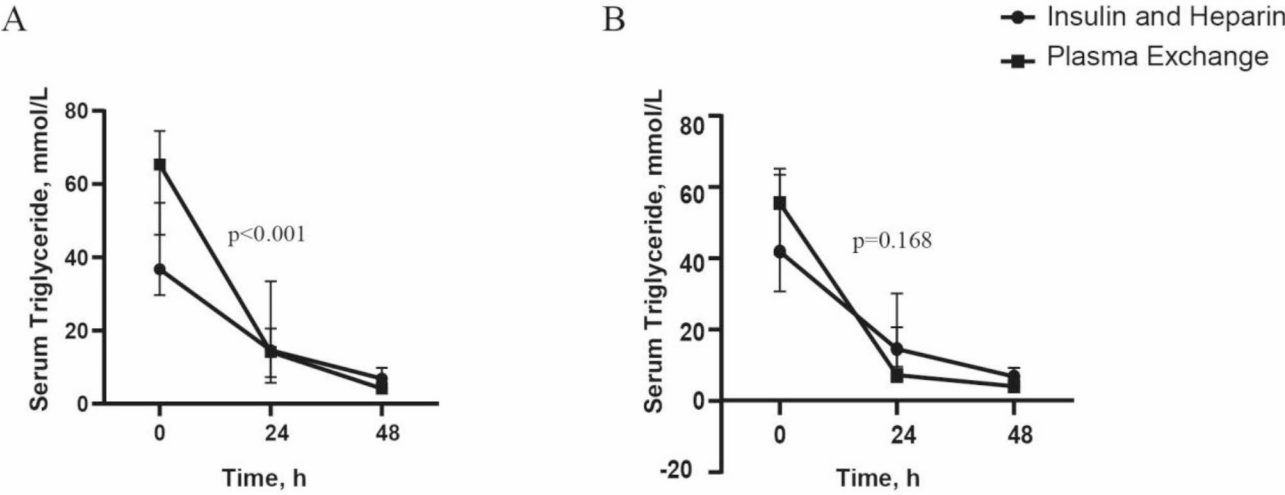 A
B
Insulin and Heparin
Plasma Exchange
Serum Triglyceride, mmol/L
80
60
40
20
0
p<0.001
0 24 48
Time, h
Serum Triglyceride, mmol/L
80
60
40
20
0
-20
p=0.168
0 24 48
Time, h